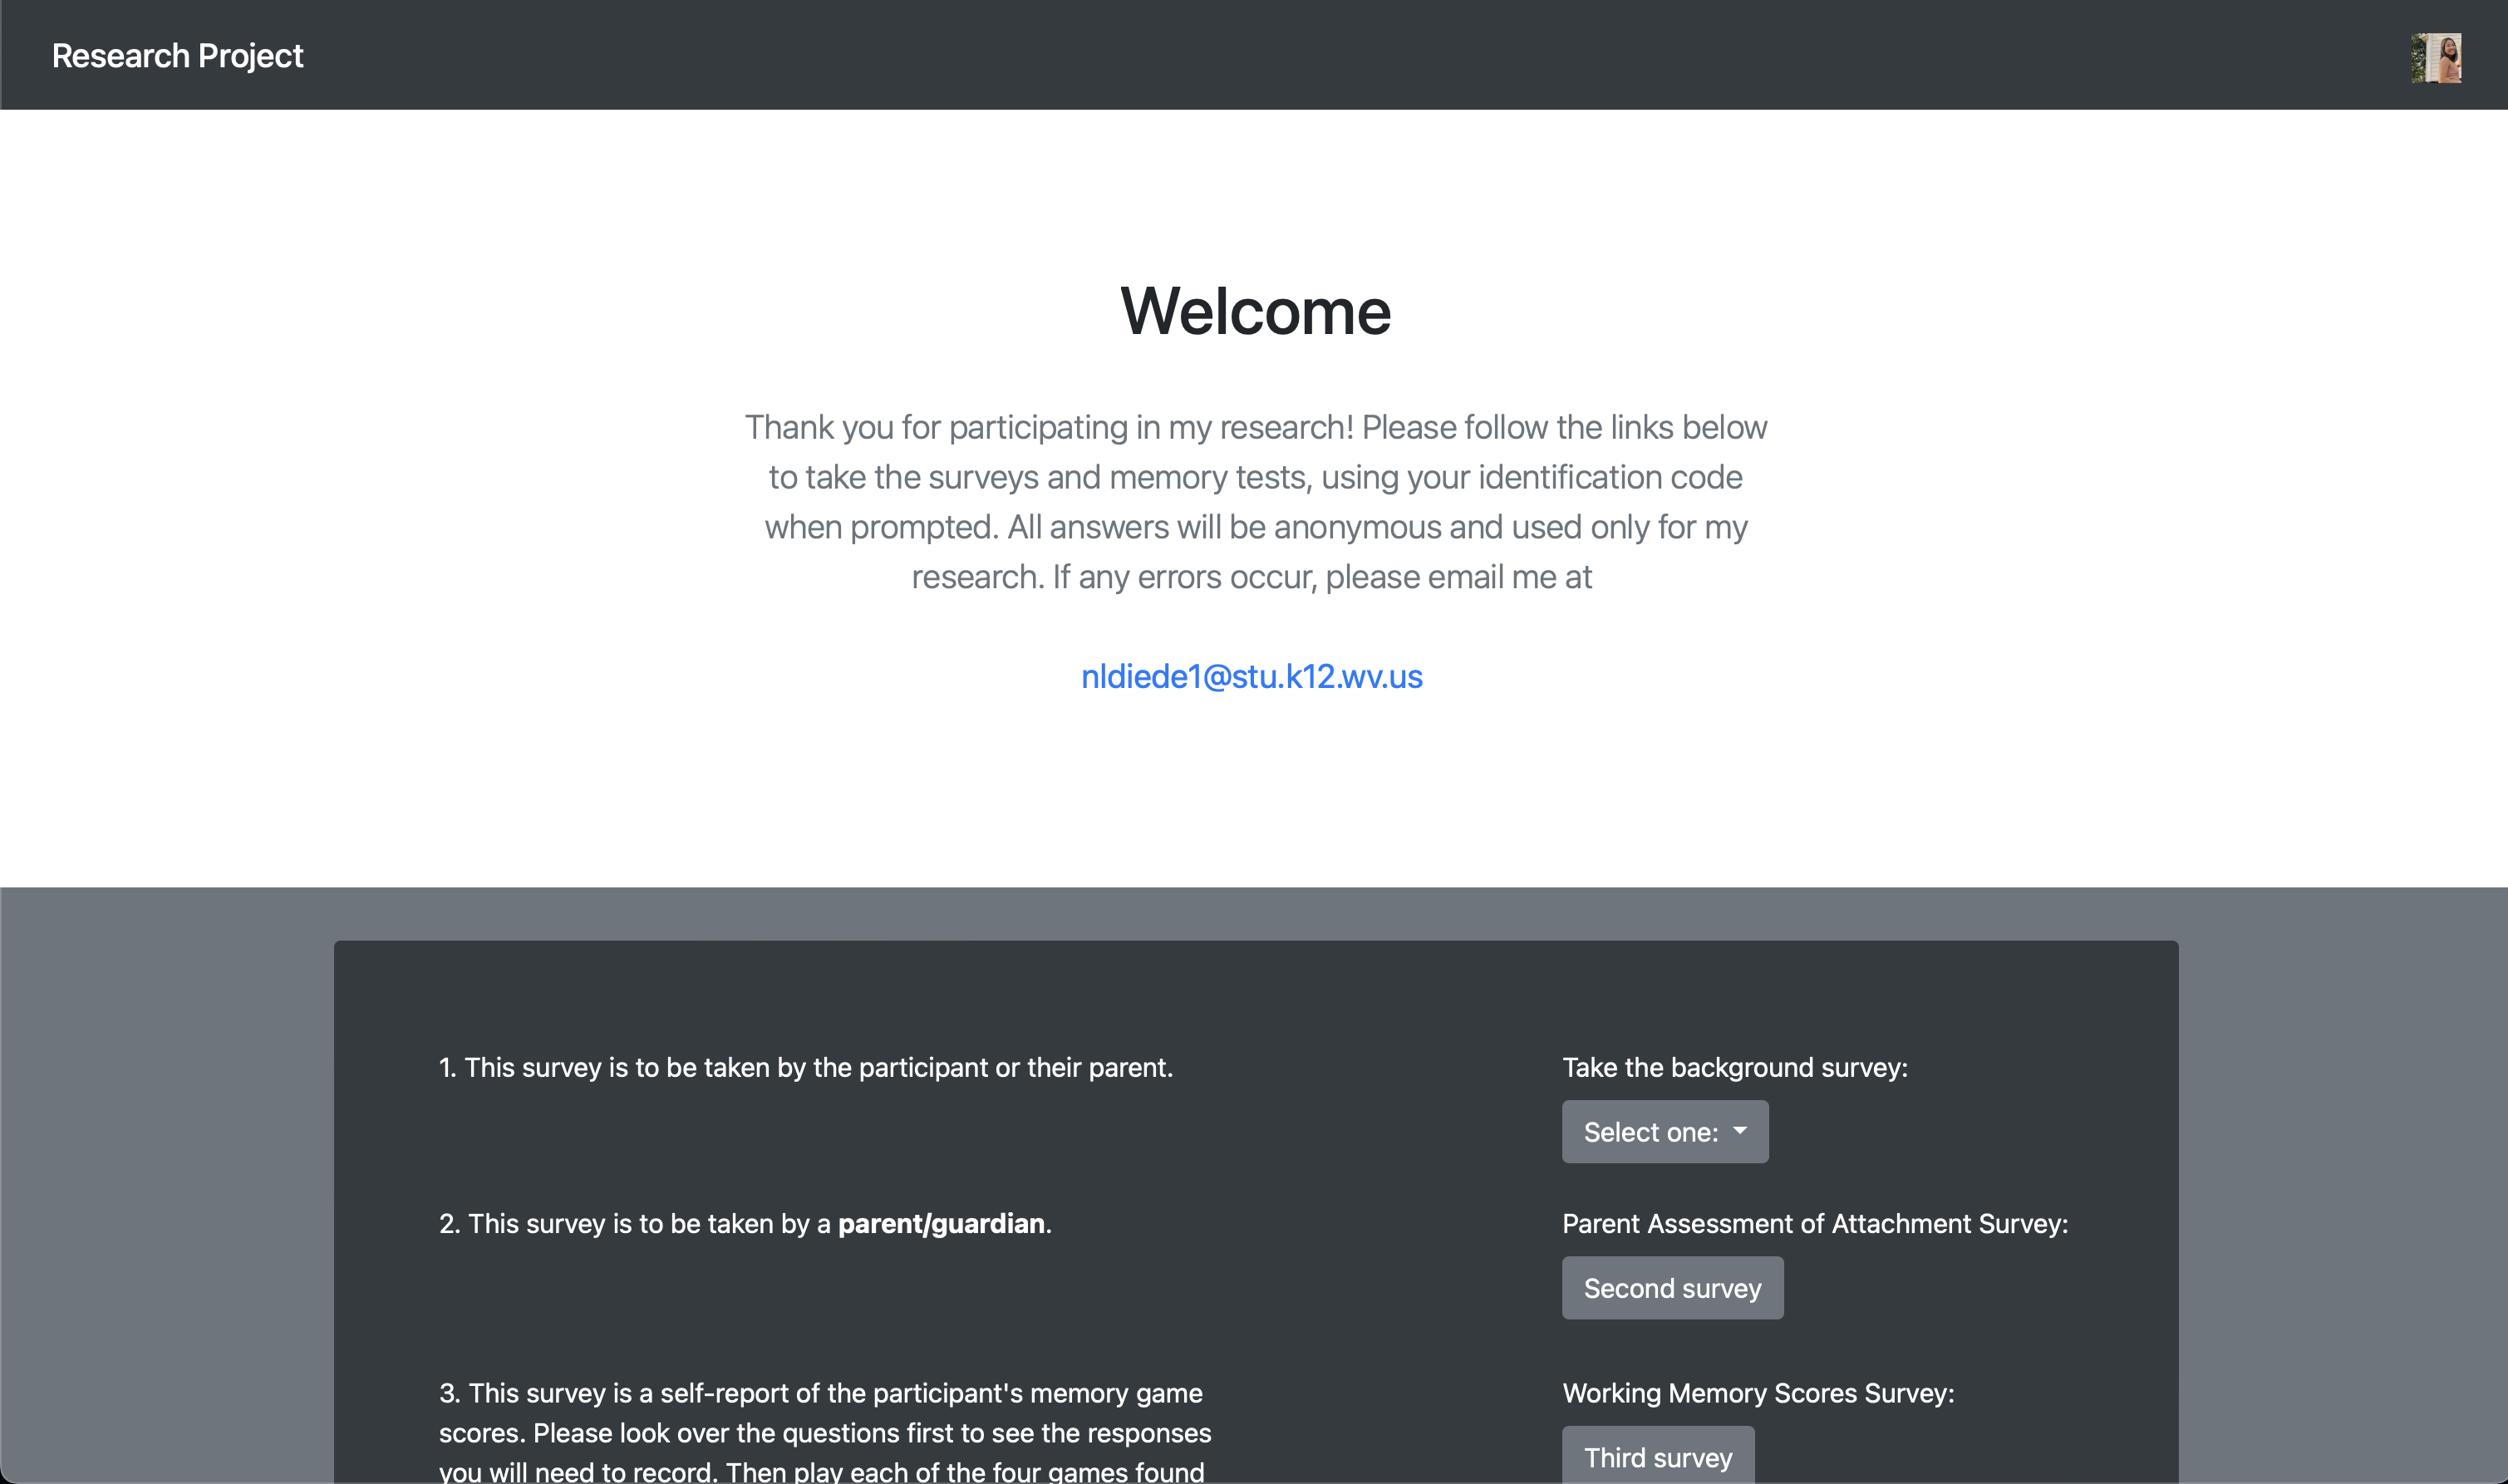 Research Project
Welcome
Thank you for participating in my research! Please follow the links below
to take the surveys and memory tests, using your identification code
when prompted. All answers will be anonymous and used only for my
research. If any errors occur, please email me at
nldiede1@stu.k12.wv.us
1. This survey is to be taken by the participant or their parent.
Take the background survey:
Select one:
2. This survey is to be taken by a parent/guardian.
Parent Assessment of Attachment Survey:
Second survey
3. This survey is a self-report of the participant's memory game
scores. Please look over the questions first to see the responses
you will need to record. Then play each of the four games found
Working Memory Scores Survey:
Third survey